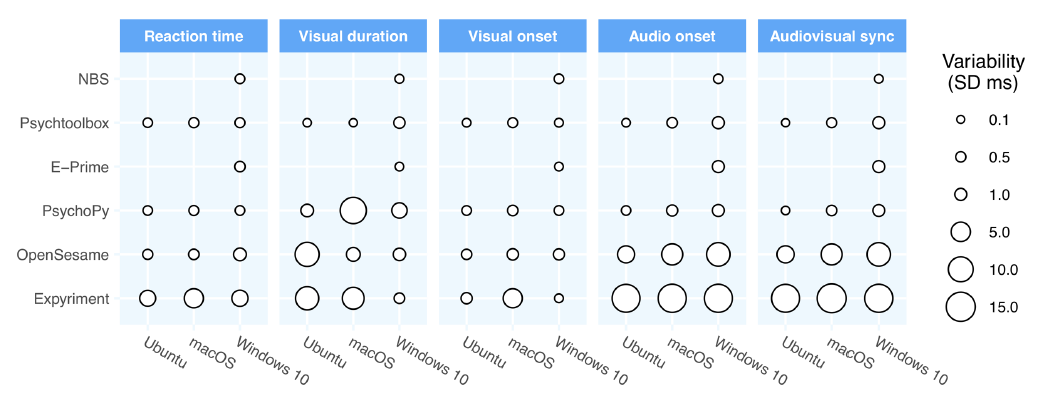 Reaction time
Visual duration
Visual onset
Audio onset
Audiovisual sync
NBS
Psychtoolbox
E−Prime
PsychoPy
OpenSesame
Expyriment
Ubuntu
macOS
Windows 10
Ubuntu
macOS
Windows 10
Ubuntu
macOS
Windows 10
Ubuntu
macOS
Windows 10
Ubuntu
macOS
Windows 10
Variability
(SD ms)
0.1
0.5
1.0
5.0
10.0
15.0